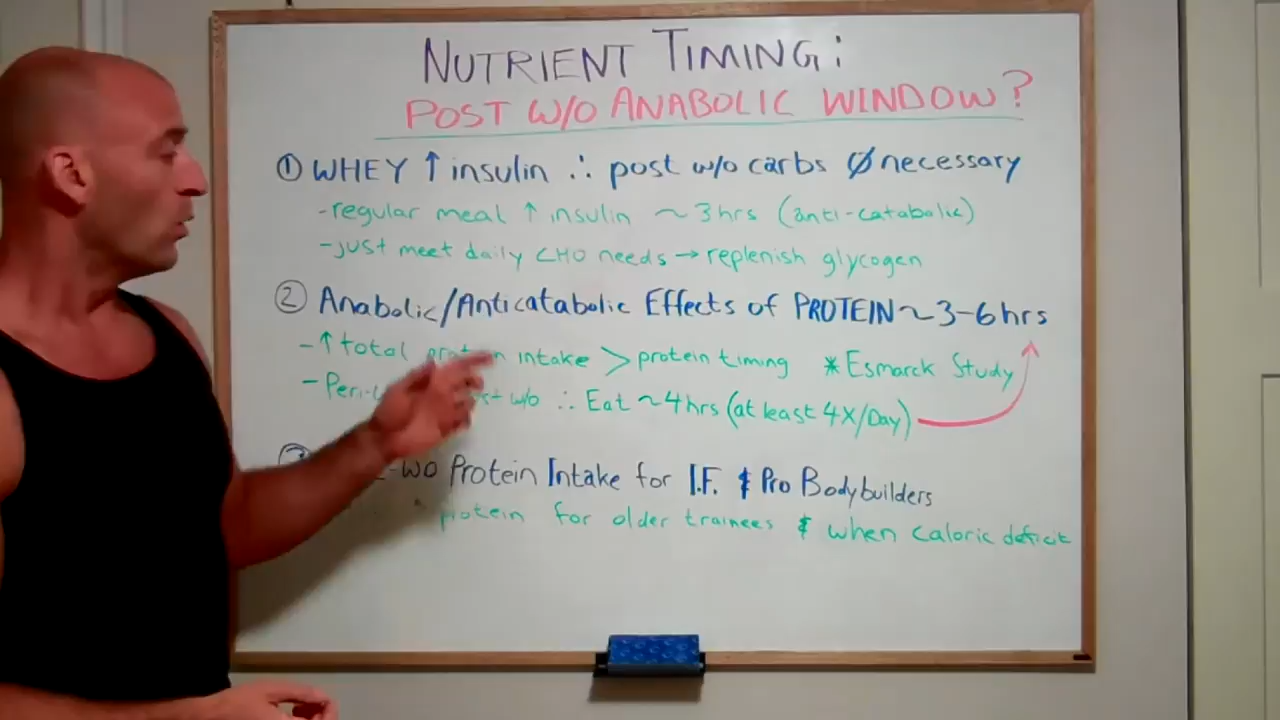 NUTRIENT TIMING:
POST W/O ANABOLIC WINDOW?
① WHEY ↑ insulin ∴ post w/o carbs Ø necessary
-regular meal ↑ insulin ~3hrs (anti-catabolic)
-just meet daily CHO needs → replenish glycogen
② Anabolic/Anticatabolic Effects of PROTEIN ~3-6hrs
-↑ total protein intake > protein timing * Esmarck Study
-Peri- w/o ∴ Eat ~4hrs (at least 4X/Day)
③ -WO Protein Intake for I.F. & Pro Bodybuilders
protein for older trainees & when caloric deficit